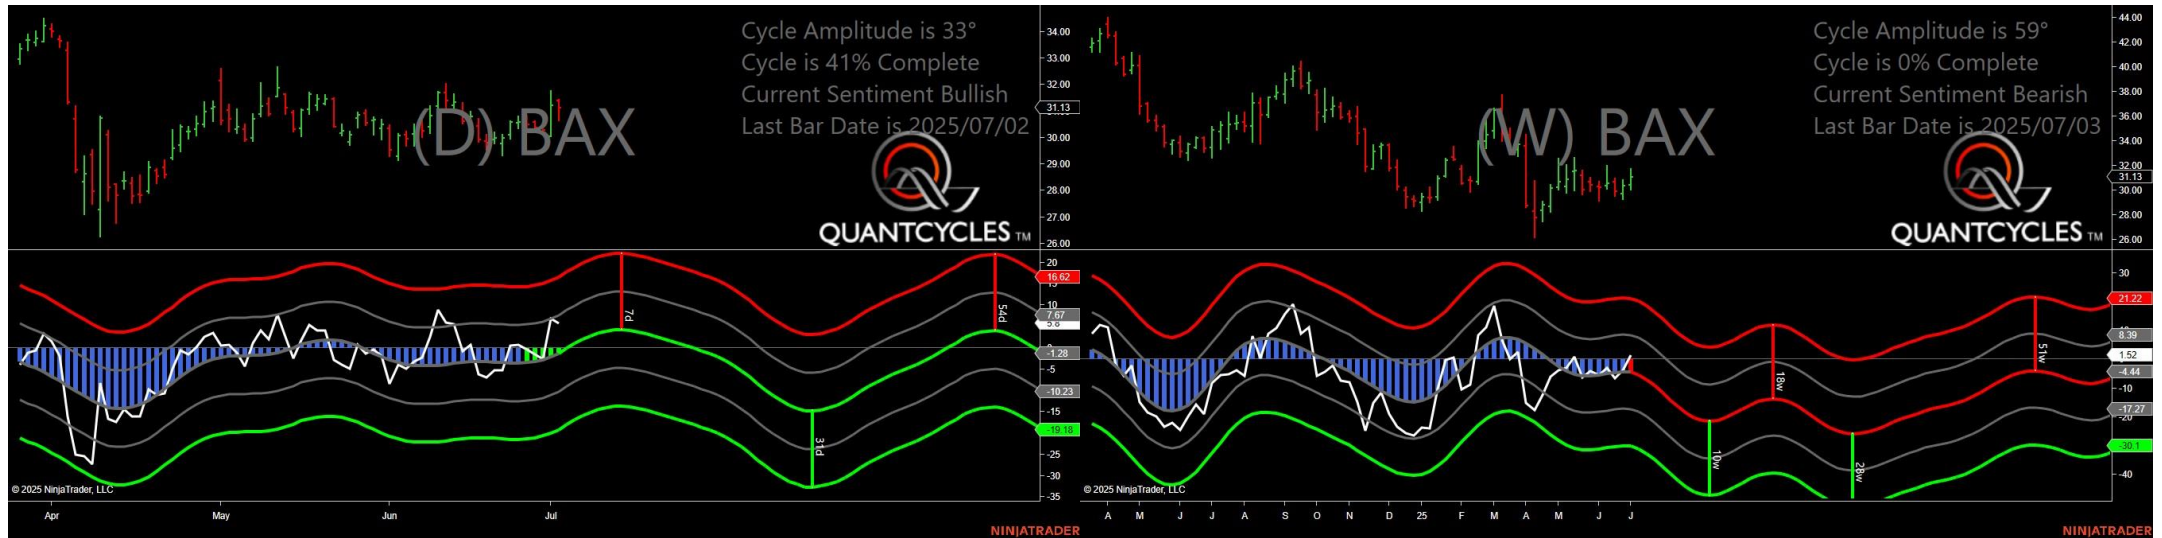 Cycle Amplitude is 33°
Cycle is 41% Complete
Current Sentiment Bullish
Last Bar Date is 2025/07/02
(D) BAX
QUANTCYCLES TM
34.00
33.00
32.00
31.13
30.00
29.00
28.00
27.00
26.00
20
16.62
10
7.67
5.8
-1.28
-5
-10.23
-15
-19.18
-25
-30
-35
7d
31d
54d
© 2025 NinjaTrader, LLC
Apr May Jun Jul
NINJATRADER
Cycle Amplitude is 59°
Cycle is 0% Complete
Current Sentiment Bearish
Last Bar Date is 2025/07/03
(W) BAX
QUANTCYCLES TM
44.00
42.00
40.00
38.00
36.00
34.00
32.00
31.13
30.00
28.00
26.00
30
21.22
8.39
1.52
-4.44
-10
-17.27
-20
-30.1
-40
10w
18w
28w
51w
© 2025 NinjaTrader, LLC
A M J J A S O N D 25 F M A M J J
NINJATRADER